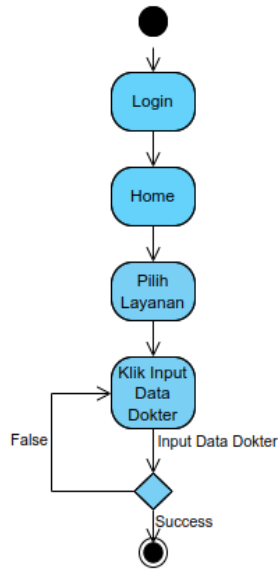 Login
Home
Pilih
Layanan
Klik Input
Data
Dokter
False
Input Data Dokter
Success